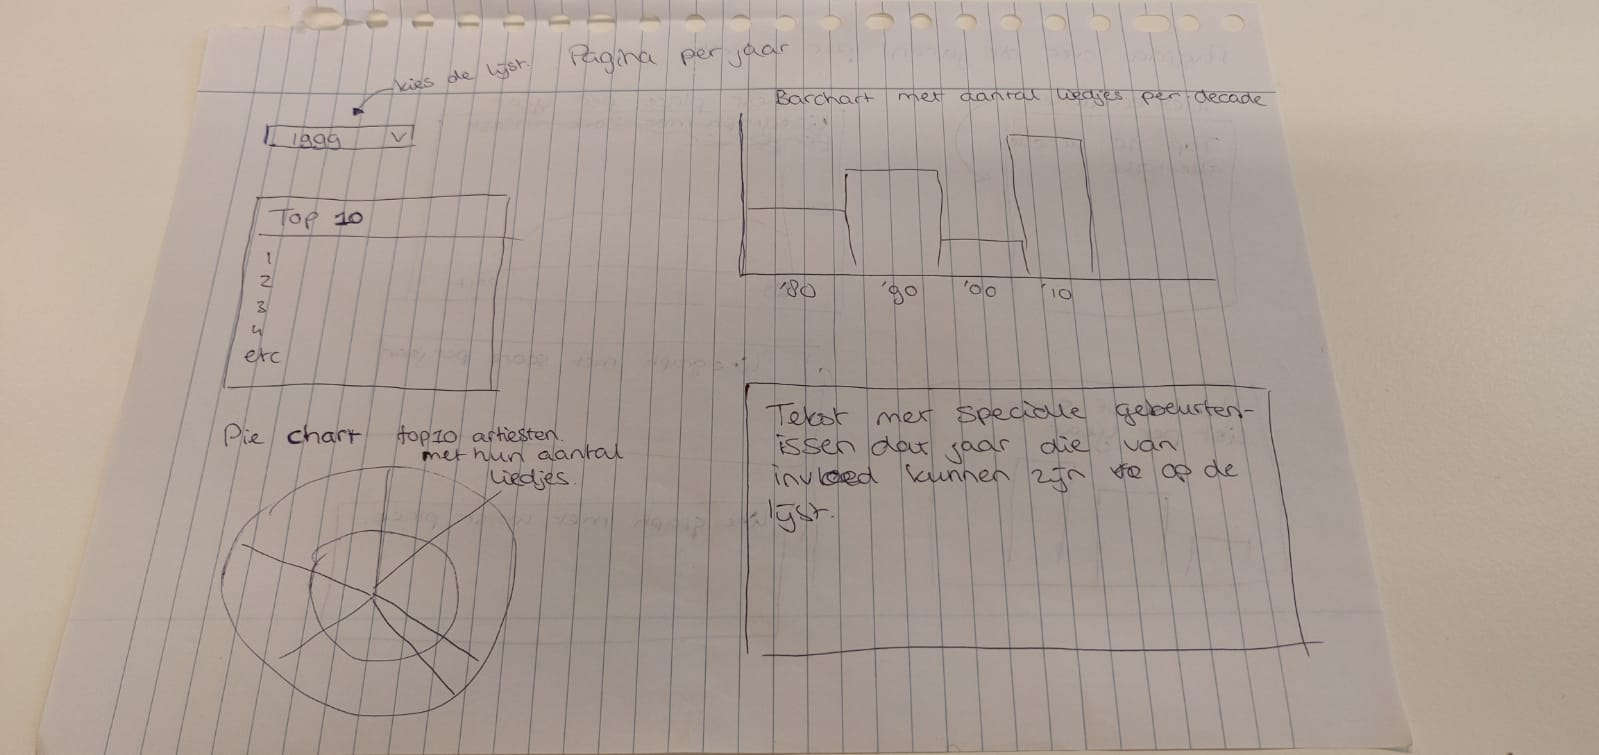 Pagina per jaar
kies de lijst.
1999 v
Top 10
1
2
3
4
etc
Pie chart top10 artiesten.
met hun aantal
liedjes.
Barchart met aantal liedjes per decade
'80 '90 '00 '10
Tekst met speciale gebeurten-
issen dat jaar die van
invloed kunnen zijn op de
lijst.